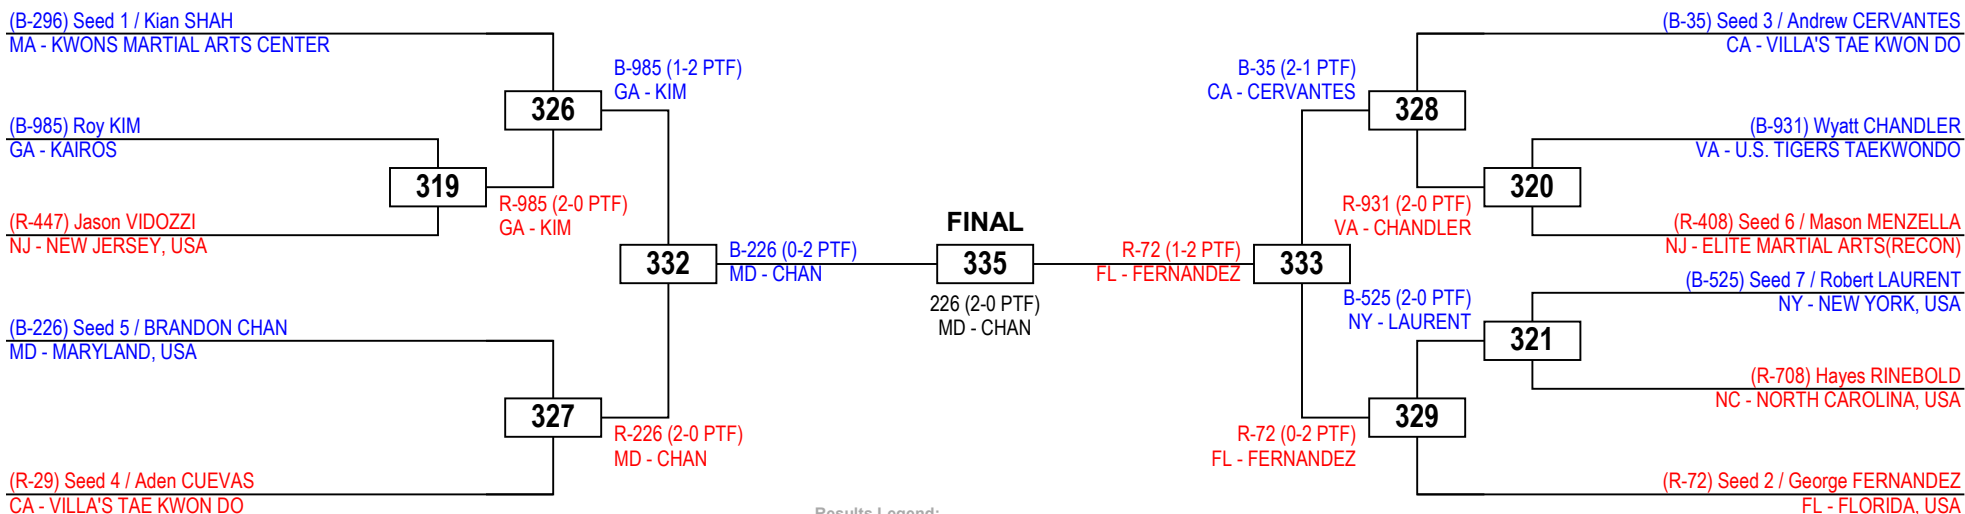 (B-296) Seed 1 / Kian SHAH
MA - KWONS MARTIAL ARTS CENTER
326
B-985 (1-2 PTF)
GA - KIM
(B-985) Roy KIM
GA - KAIROS
319
R-985 (2-0 PTF)
GA - KIM
(R-447) Jason VIDOZZI
NJ - NEW JERSEY, USA
332
B-226 (0-2 PTF)
MD - CHAN
(B-226) Seed 5 / BRANDON CHAN
MD - MARYLAND, USA
327
R-226 (2-0 PTF)
MD - CHAN
(R-29) Seed 4 / Aden CUEVAS
CA - VILLA'S TAE KWON DO
FINAL
335
226 (2-0 PTF)
MD - CHAN
(B-35) Seed 3 / Andrew CERVANTES
CA - VILLA'S TAE KWON DO
B-35 (2-1 PTF)
CA - CERVANTES
328
(B-931) Wyatt CHANDLER
VA - U.S. TIGERS TAEKWONDO
320
R-931 (2-0 PTF)
VA - CHANDLER
(R-408) Seed 6 / Mason MENZELLA
NJ - ELITE MARTIAL ARTS(RECON)
R-72 (1-2 PTF)
FL - FERNANDEZ
333
(B-525) Seed 7 / Robert LAURENT
NY - NEW YORK, USA
B-525 (2-0 PTF)
NY - LAURENT
321
(R-708) Hayes RINEBOLD
NC - NORTH CAROLINA, USA
329
R-72 (0-2 PTF)
FL - FERNANDEZ
(R-72) Seed 2 / George FERNANDEZ
FL - FLORIDA, USA
Results Legend: